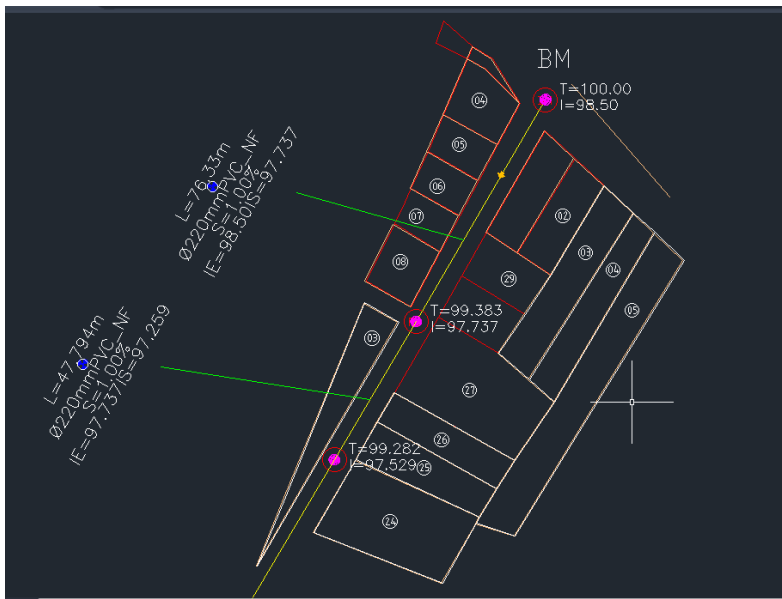 BM
T=100.00
I=98.50
04
05
06
07
08
02
03
04
05
29
L=76.33m
Ø220mmPVC_NF
S=1.00%
IE=98.50IS=97.737
T=99.383
I=97.737
03
L=47.794m
Ø220mmPVC_NF
S=1.00%
IE=97.737IS=97.259
27
26
25
24
T=99.282
I=97.529